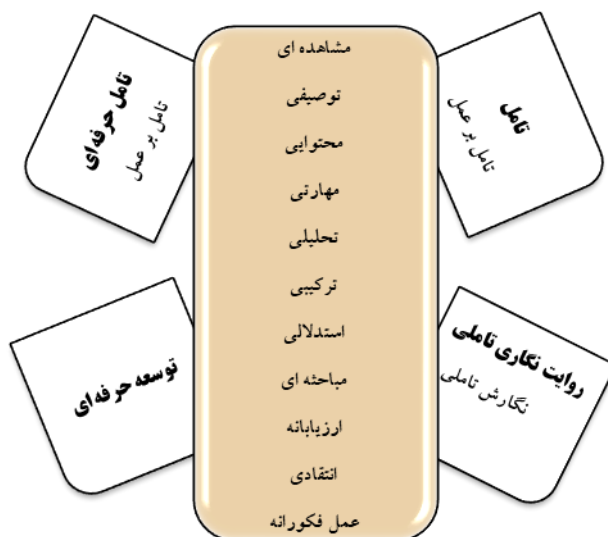 تامل
تامل بر عمل
روایت نگاری تاملی
نگارش تاملی
مشاهده ای
توصیفی
محتوایی
مهارتی
تحلیلی
ترکیبی
استدلالی
مباحثه ای
ارزیابانه
انتقادی
عمل فکورانه
تامل حرفه‌ای
تامل بر عمل
توسعه حرفه‌ای